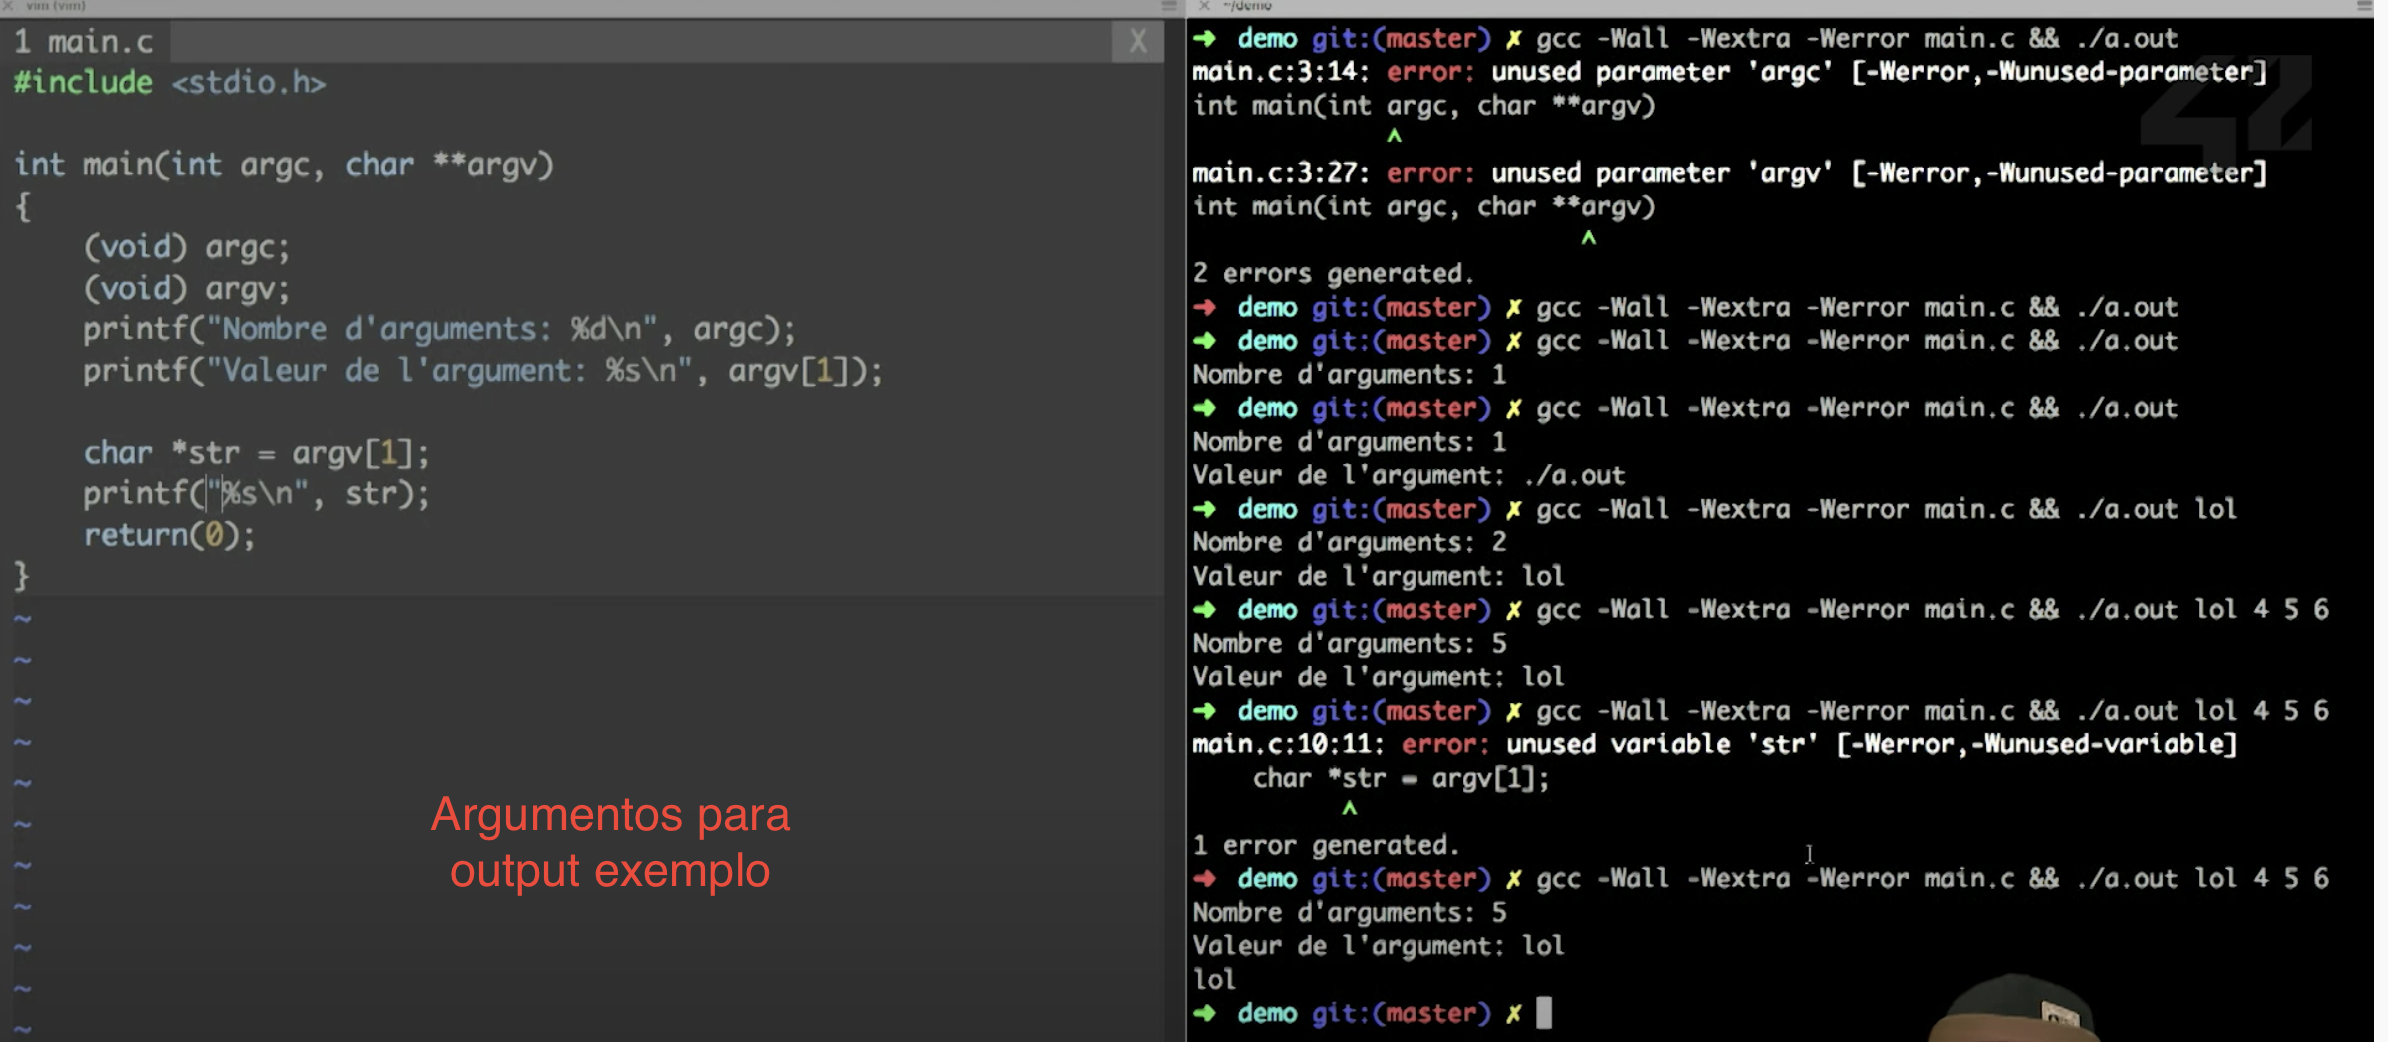 vim (vim)
1 main.c X
#include <stdio.h>
int main(int argc, char **argv)
{
(void) argc;
(void) argv;
printf("Nombre d'arguments: %d\n", argc);
printf("Valeur de l'argument: %s\n", argv[1]);
char *str = argv[1];
printf("%s\n", str);
return(0);
}
~
~
~
~
~
~
~
~
~
~
~
Argumentos para
output exemplo
~/demo
➜ demo git:(master) ✗ gcc -Wall -Wextra -Werror main.c && ./a.out
main.c:3:14: error: unused parameter 'argc' [-Werror,-Wunused-parameter]
int main(int argc, char **argv)
^
main.c:3:27: error: unused parameter 'argv' [-Werror,-Wunused-parameter]
int main(int argc, char **argv)
^
2 errors generated.
➜ demo git:(master) ✗ gcc -Wall -Wextra -Werror main.c && ./a.out
➜ demo git:(master) ✗ gcc -Wall -Wextra -Werror main.c && ./a.out
Nombre d'arguments: 1
➜ demo git:(master) ✗ gcc -Wall -Wextra -Werror main.c && ./a.out
Nombre d'arguments: 1
Valeur de l'argument: ./a.out
➜ demo git:(master) ✗ gcc -Wall -Wextra -Werror main.c && ./a.out lol
Nombre d'arguments: 2
Valeur de l'argument: lol
➜ demo git:(master) ✗ gcc -Wall -Wextra -Werror main.c && ./a.out lol 4 5 6
Nombre d'arguments: 5
Valeur de l'argument: lol
➜ demo git:(master) ✗ gcc -Wall -Wextra -Werror main.c && ./a.out lol 4 5 6
main.c:10:11: error: unused variable 'str' [-Werror,-Wunused-variable]
char *str = argv[1];
^
1 error generated.
➜ demo git:(master) ✗ gcc -Wall -Wextra -Werror main.c && ./a.out lol 4 5 6
Nombre d'arguments: 5
Valeur de l'argument: lol
lol
➜ demo git:(master) ✗
42